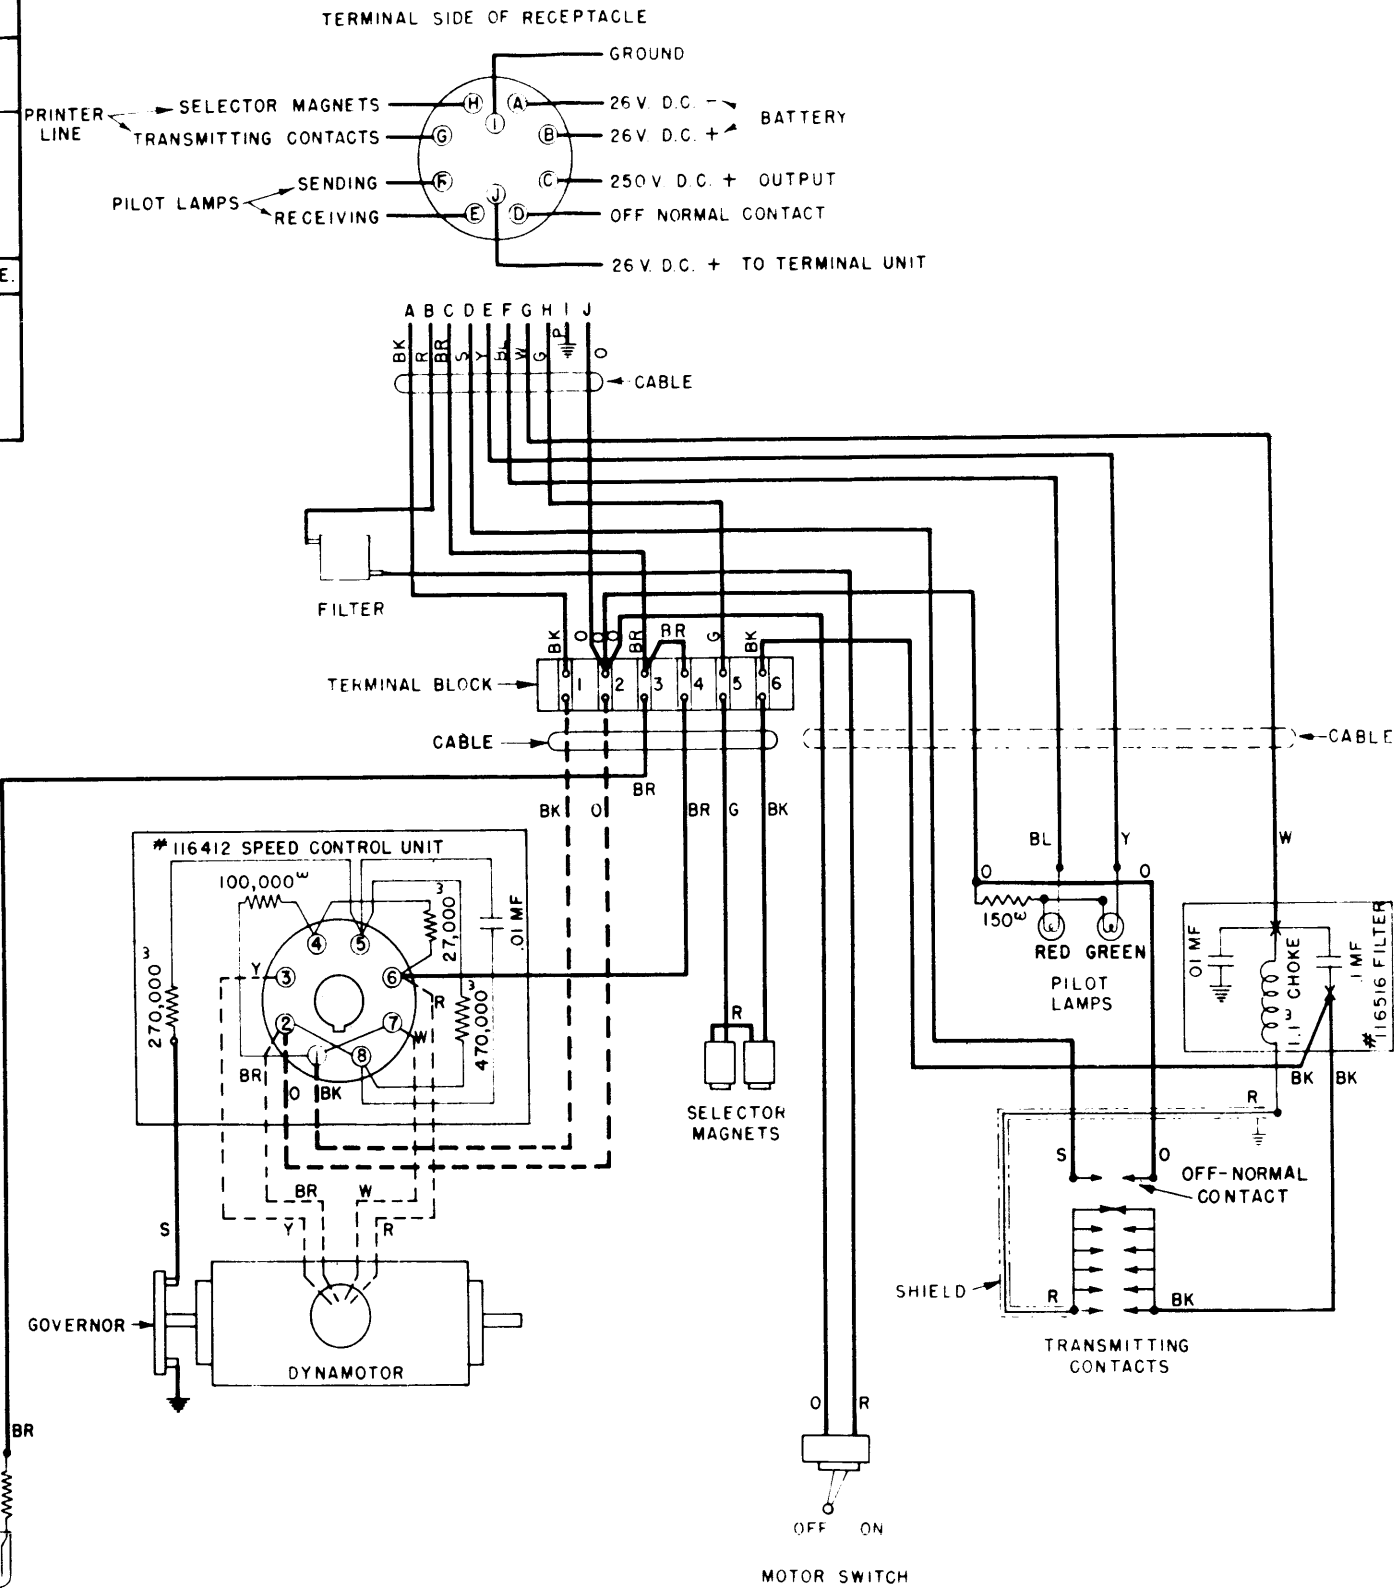 TERMINAL SIDE OF RECEPTACLE
GROUND
PRINTER
LINE
SELECTOR MAGNETS
TRANSMITTING CONTACTS
H
A
I
G
B
26 V. D.C. -
26 V. D.C. +
BATTERY
PILOT LAMPS
SENDING
RECEIVING
F
C
J
E
D
250 V. D.C. + OUTPUT
OFF NORMAL CONTACT
26 V. D.C. + TO TERMINAL UNIT
E.
A B C D E F G H I J
BK
R
BR
S
Y
BL
W
G
P
O
CABLE
FILTER
BK
O
O
O
BR
BR
G
BK
TERMINAL BLOCK
1
2
3
4
5
6
CABLE
CABLE
BR
BK
O
BR
G
BK
# 116412 SPEED CONTROL UNIT
100,000 ω
27,000 ω
.01 MF
270,000 ω
470,000 ω
4
5
3
6
2
7
8
Y
R
W
BR
O
BK
BR
W
Y
R
S
GOVERNOR
DYNAMOTOR
BR
R
SELECTOR
MAGNETS
BL
Y
W
O
O
150 ω
RED GREEN
PILOT
LAMPS
.01 MF
1.1 ω CHOKE
.1 MF
# 116516 FILTER
BK
BK
R
S
O
OFF-NORMAL
CONTACT
SHIELD
R
BK
TRANSMITTING
CONTACTS
O
R
OFF ON
MOTOR SWITCH